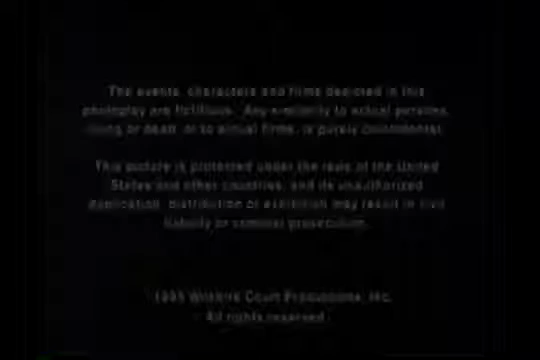 The events, characters and firms depicted in this
photoplay are fictitious. Any similarity to actual persons,
living or dead, or to actual firms, is purely coincidental.
This picture is protected under the laws of the United
States and other countries, and its unauthorized
duplication, distribution or exhibition may result in civil
liability or criminal prosecution.
Court Productions, Inc.
All rights reserved.